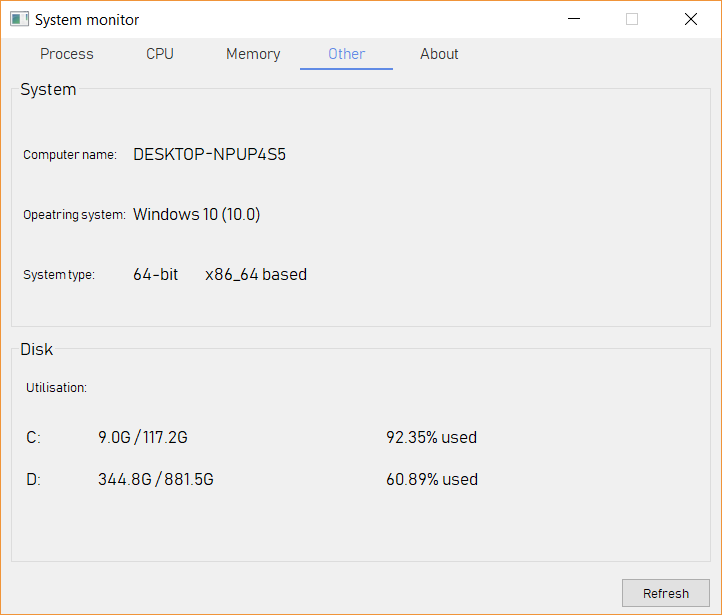 System monitor
Process CPU Memory Other About
System
Computer name: DESKTOP-NPUP4S5
Opeatring system: Windows 10 (10.0)
System type: 64-bit x86_64 based
Disk
Utilisation:
C: 9.0G / 117.2G 92.35% used
D: 344.8G / 881.5G 60.89% used
Refresh